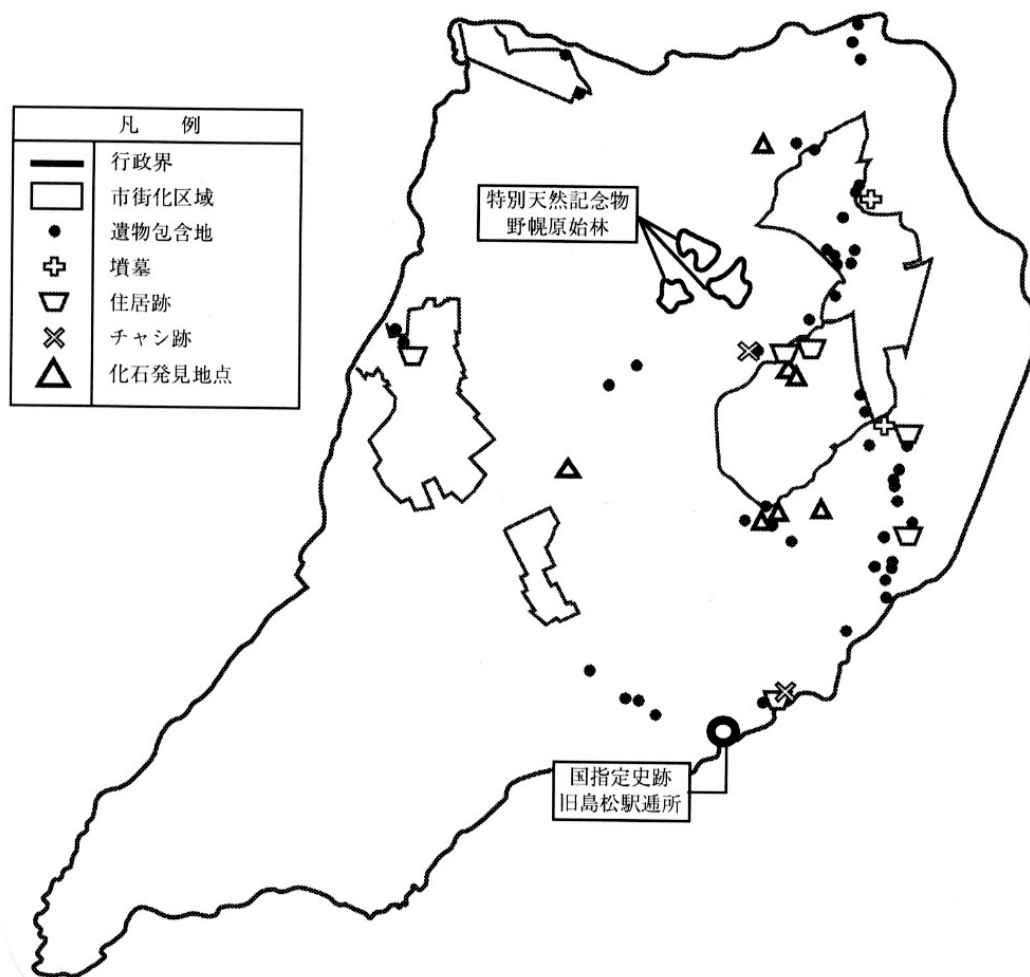 凡 例
行政界
市街化区域
遺物包含地
墳墓
住居跡
チャシ跡
化石発見地点
特別天然記念物
野幌原始林
国指定史跡
旧島松駅逓所